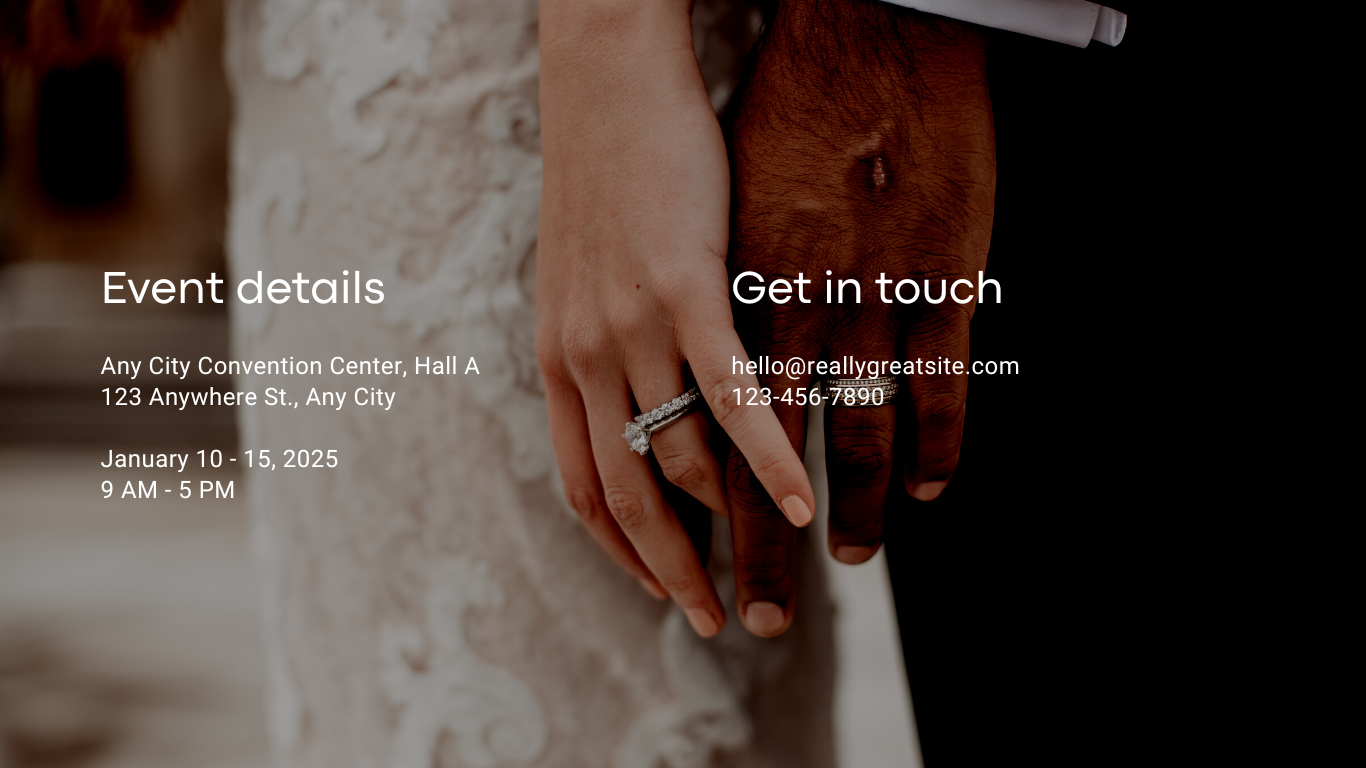 Event details
Any City Convention Center, Hall A
123 Anywhere St., Any City
January 10 - 15, 2025
9 AM - 5 PM
Get in touch
hello@reallygreatsite.com
123-456-7890